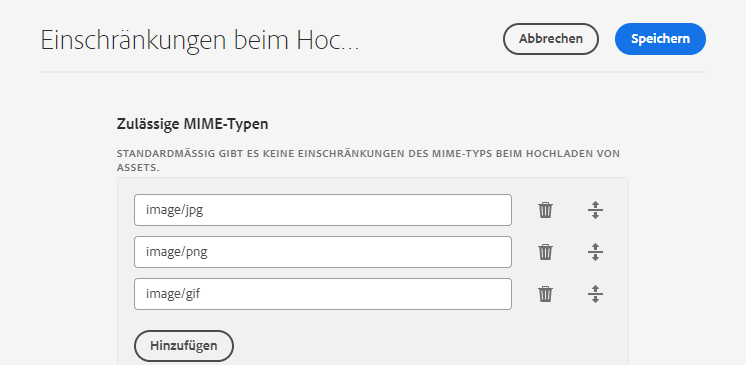 Einschränkungen beim Hoc...
Abbrechen
Speichern
Zulässige MIME-Typen
STANDARDMÄSSIG GIBT ES KEINE EINSCHRÄNKUNGEN DES MIME-TYPS BEIM HOCHLADEN VON
ASSETS.
image/jpg
image/png
image/gif
Hinzufügen